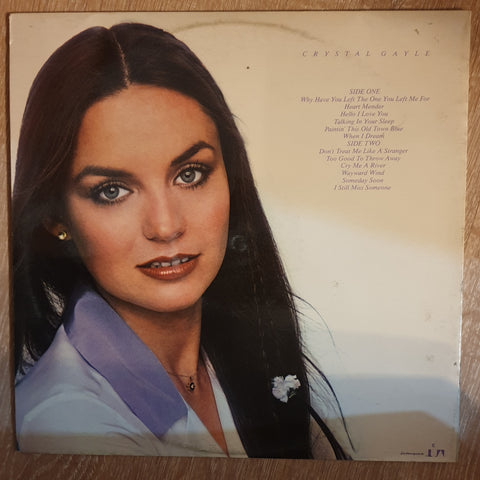 CRYSTAL GAYLE
SIDE ONE
Why Have You Left The One You Left Me For
Heart Mender
Hello I Love You
Talking In Your Sleep
Paintin' This Old Town Blue
When I Dream
SIDE TWO
Don't Treat Me Like A Stranger
Too Good To Throw Away
Cry Me A River
Wayward Wind
Someday Soon
I Still Miss Someone